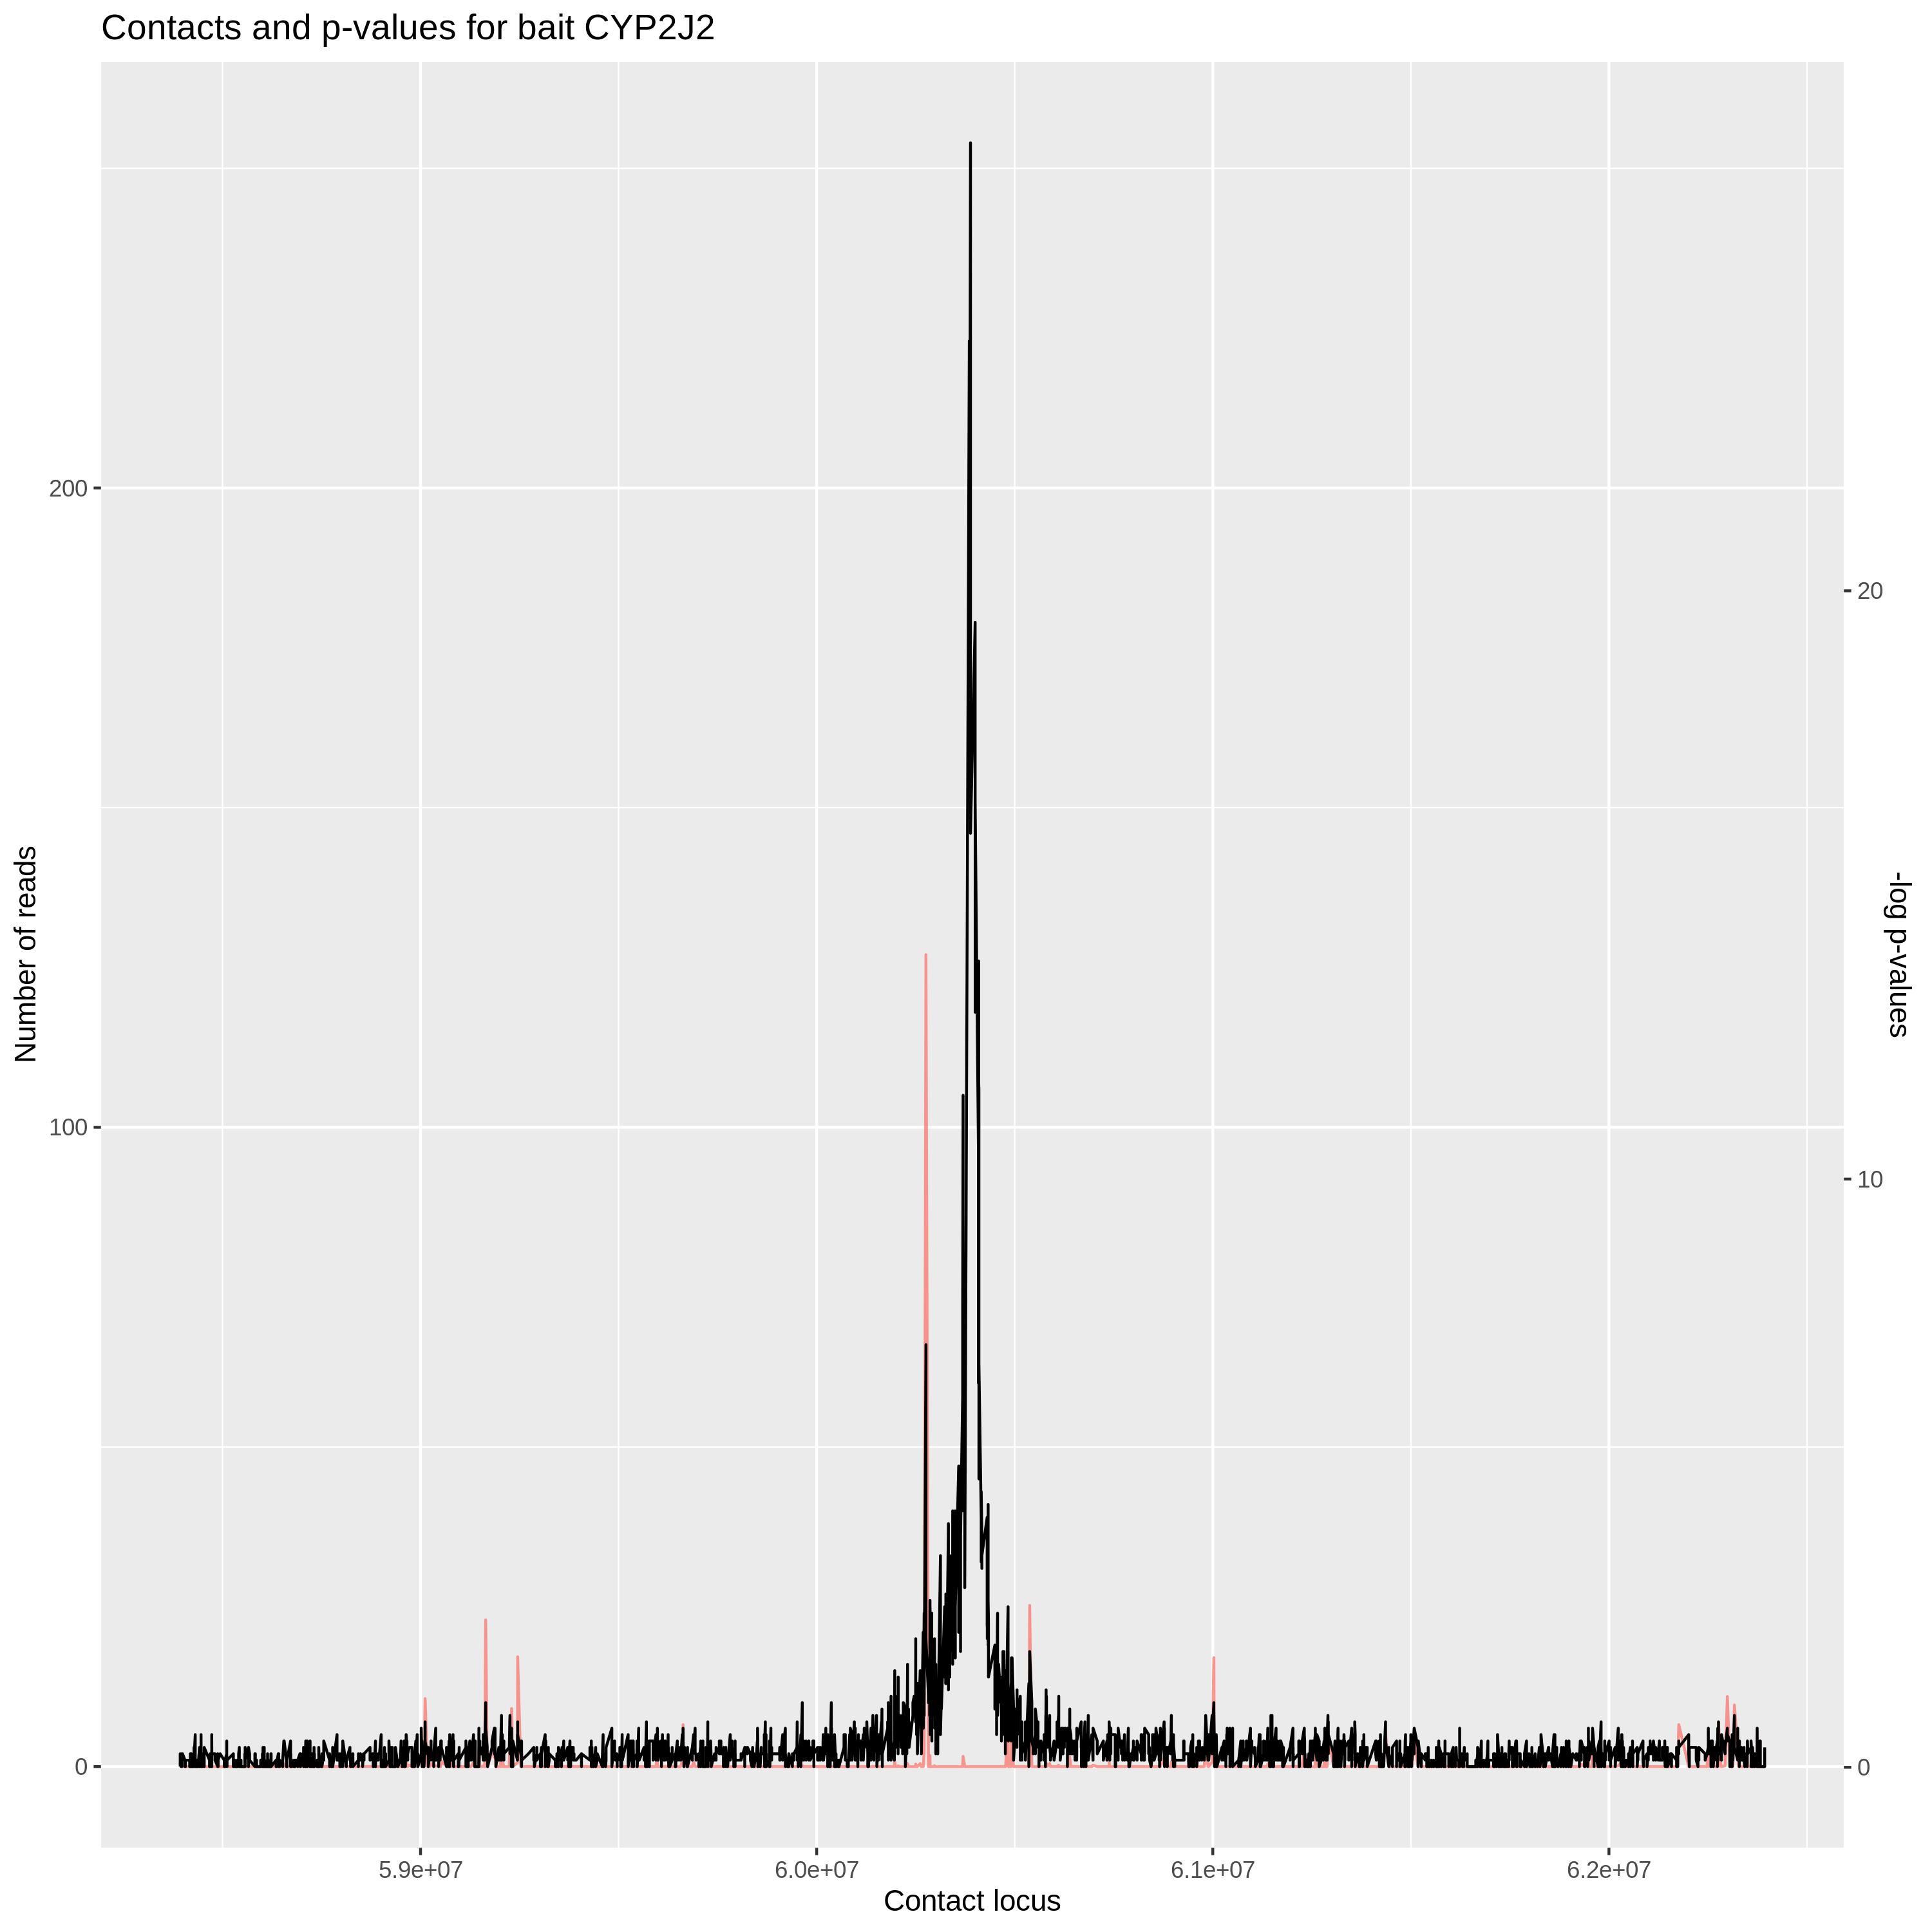 Contacts and p-values for bait CYP2J2
Number of reads
200
100
0
20
10
0
-log p-values
5.9e+07
6.0e+07
6.1e+07
6.2e+07
Contact locus